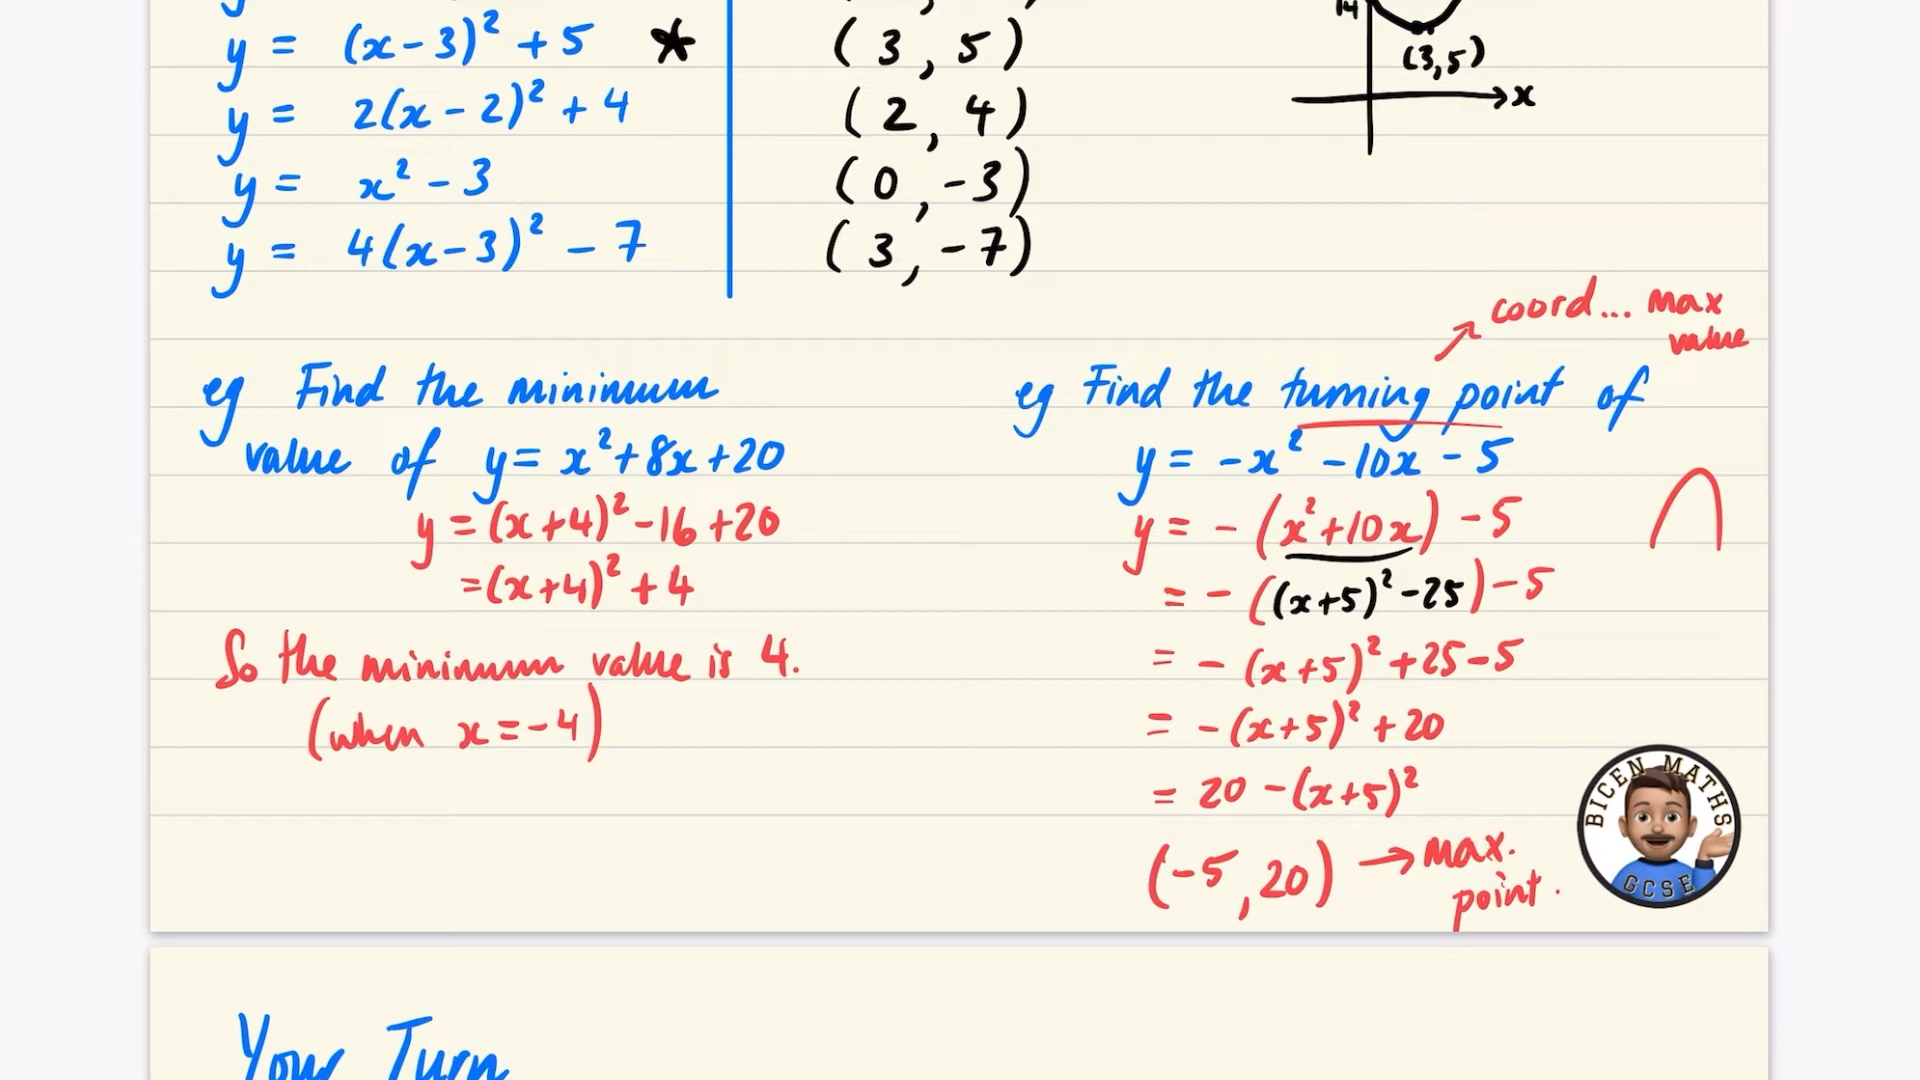 14
y = (x-3)² + 5 ★ (3, 5)
(3,5)
y = 2(x-2)² + 4 (2, 4)
x
y = x² - 3 (0, -3)
y = 4(x-3)² - 7 (3, -7)
coord... max
value
eg Find the minimum
value of y = x² + 8x + 20
y = (x+4)² - 16 + 20
= (x+4)² + 4
So the minimum value is 4.
(when x = -4)
eg Find the turning point of
y = -x² - 10x - 5
y = - (x² + 10x) - 5
= - ((x+5)² - 25) - 5
= - (x+5)² + 25 - 5
= - (x+5)² + 20
= 20 - (x+5)²
(-5, 20) → max.
point.
BICEN MATHS
GCSE
Your Turn